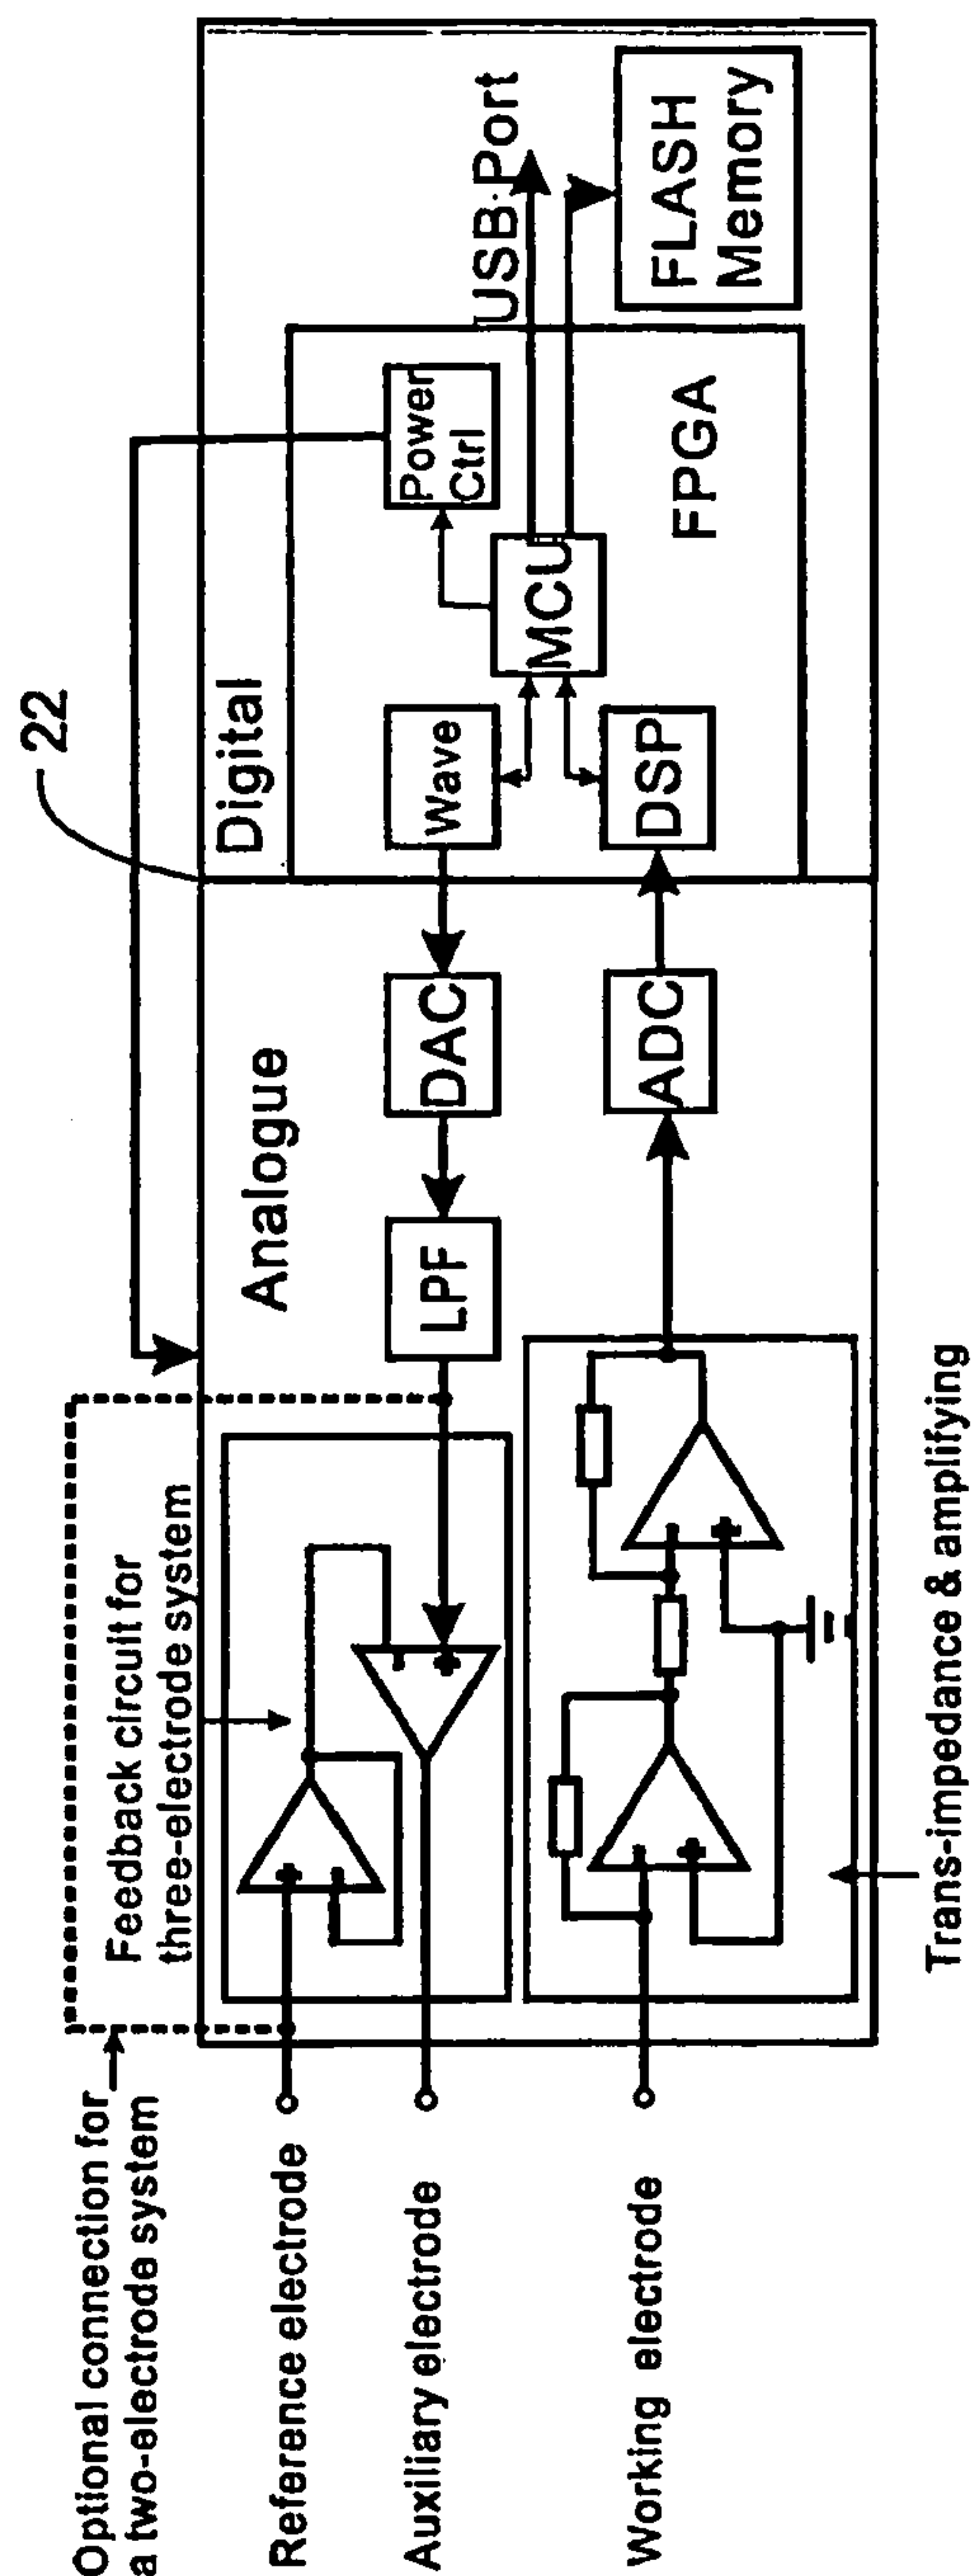 22
Optional connection for
a two-electrode system
Feedback circuit for
three-electrode system
Analogue
Digital
Reference electrode
Auxiliary electrode
Working electrode
LPF
DAC
Wave
Power
Ctrl
USB Port
MCU
ADC
DSP
FPGA
FLASH
Memory
Trans-impedance & amplifying
+
-
-
+
-
+
-
+